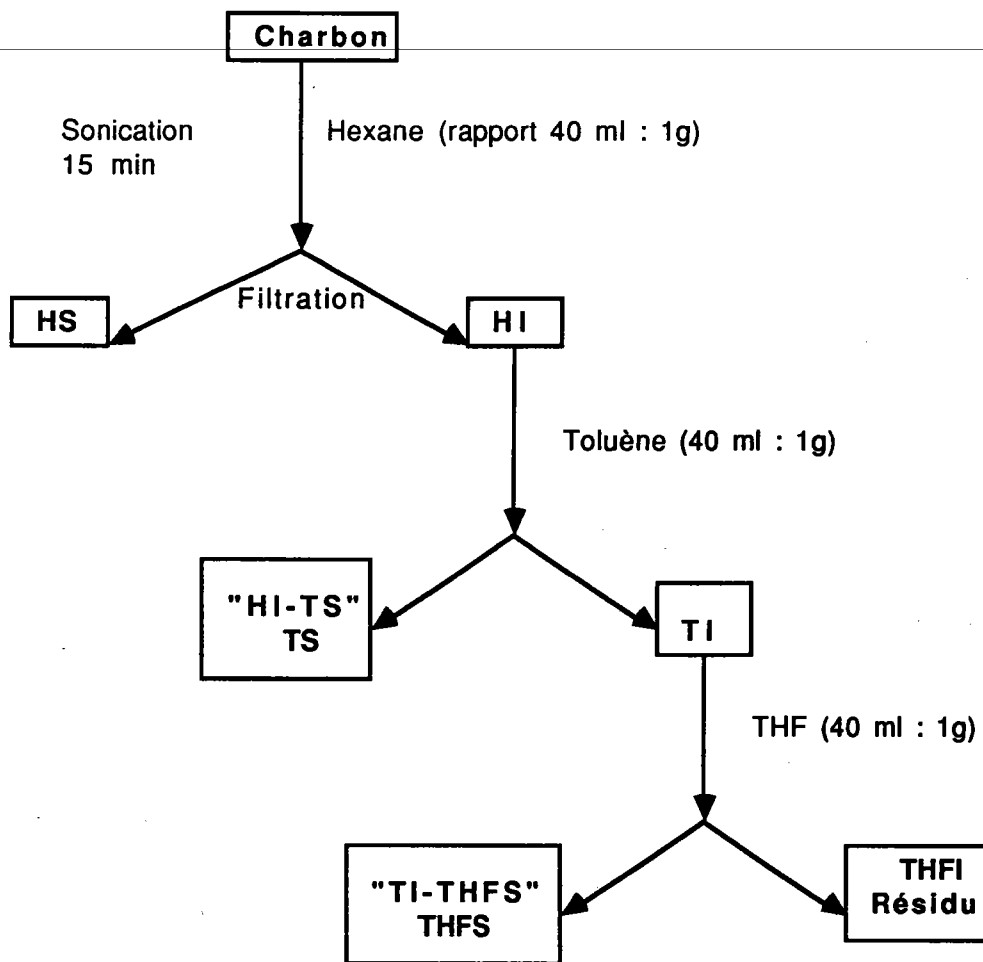 Charbon
Sonication
15 min
Hexane (rapport 40 ml : 1g)
Filtration
HS
HI
Toluène (40 ml : 1g)
"HI-TS"
TS
TI
THF (40 ml : 1g)
"TI-THFS"
THFS
THFI
Résidu